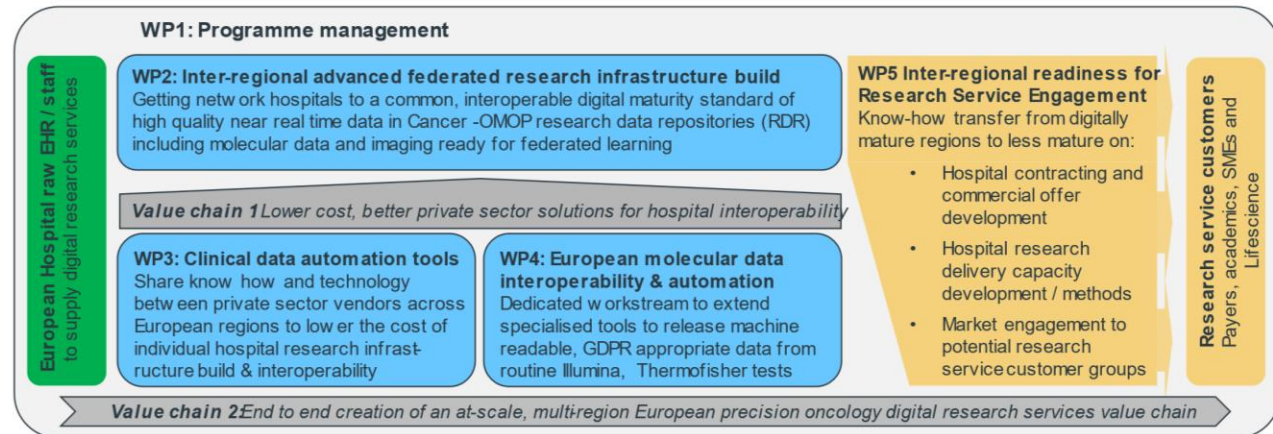 WP1: Programme management
European Hospital raw EHR / staff
to supply digital research services
WP2: Inter-regional advanced federated research infrastructure build
Getting network hospitals to a common, interoperable digital maturity standard of
high quality near real time data in Cancer -OMOP research data repositories (RDR)
including molecular data and imaging ready for federated learning
Value chain 1 Lower cost, better private sector solutions for hospital interoperability
WP3: Clinical data automation tools
Share know how and technology
between private sector vendors across
European regions to lower the cost of
individual hospital research infrast-
ructure build & interoperability
WP4: European molecular data
interoperability & automation
Dedicated workstream to extend
specialised tools to release machine
readable, GDPR appropriate data from
routine Illumina, Thermofisher tests
WP5 Inter-regional readiness for
Research Service Engagement
Know-how transfer from digitally
mature regions to less mature on:
• Hospital contracting and
commercial offer
development
• Hospital research
delivery capacity
development / methods
• Market engagement to
potential research
service customer groups
Research service customers
Payers, academics, SMEs and
Lifescience
Value chain 2: End to end creation of an at-scale, multi-region European precision oncology digital research services value chain